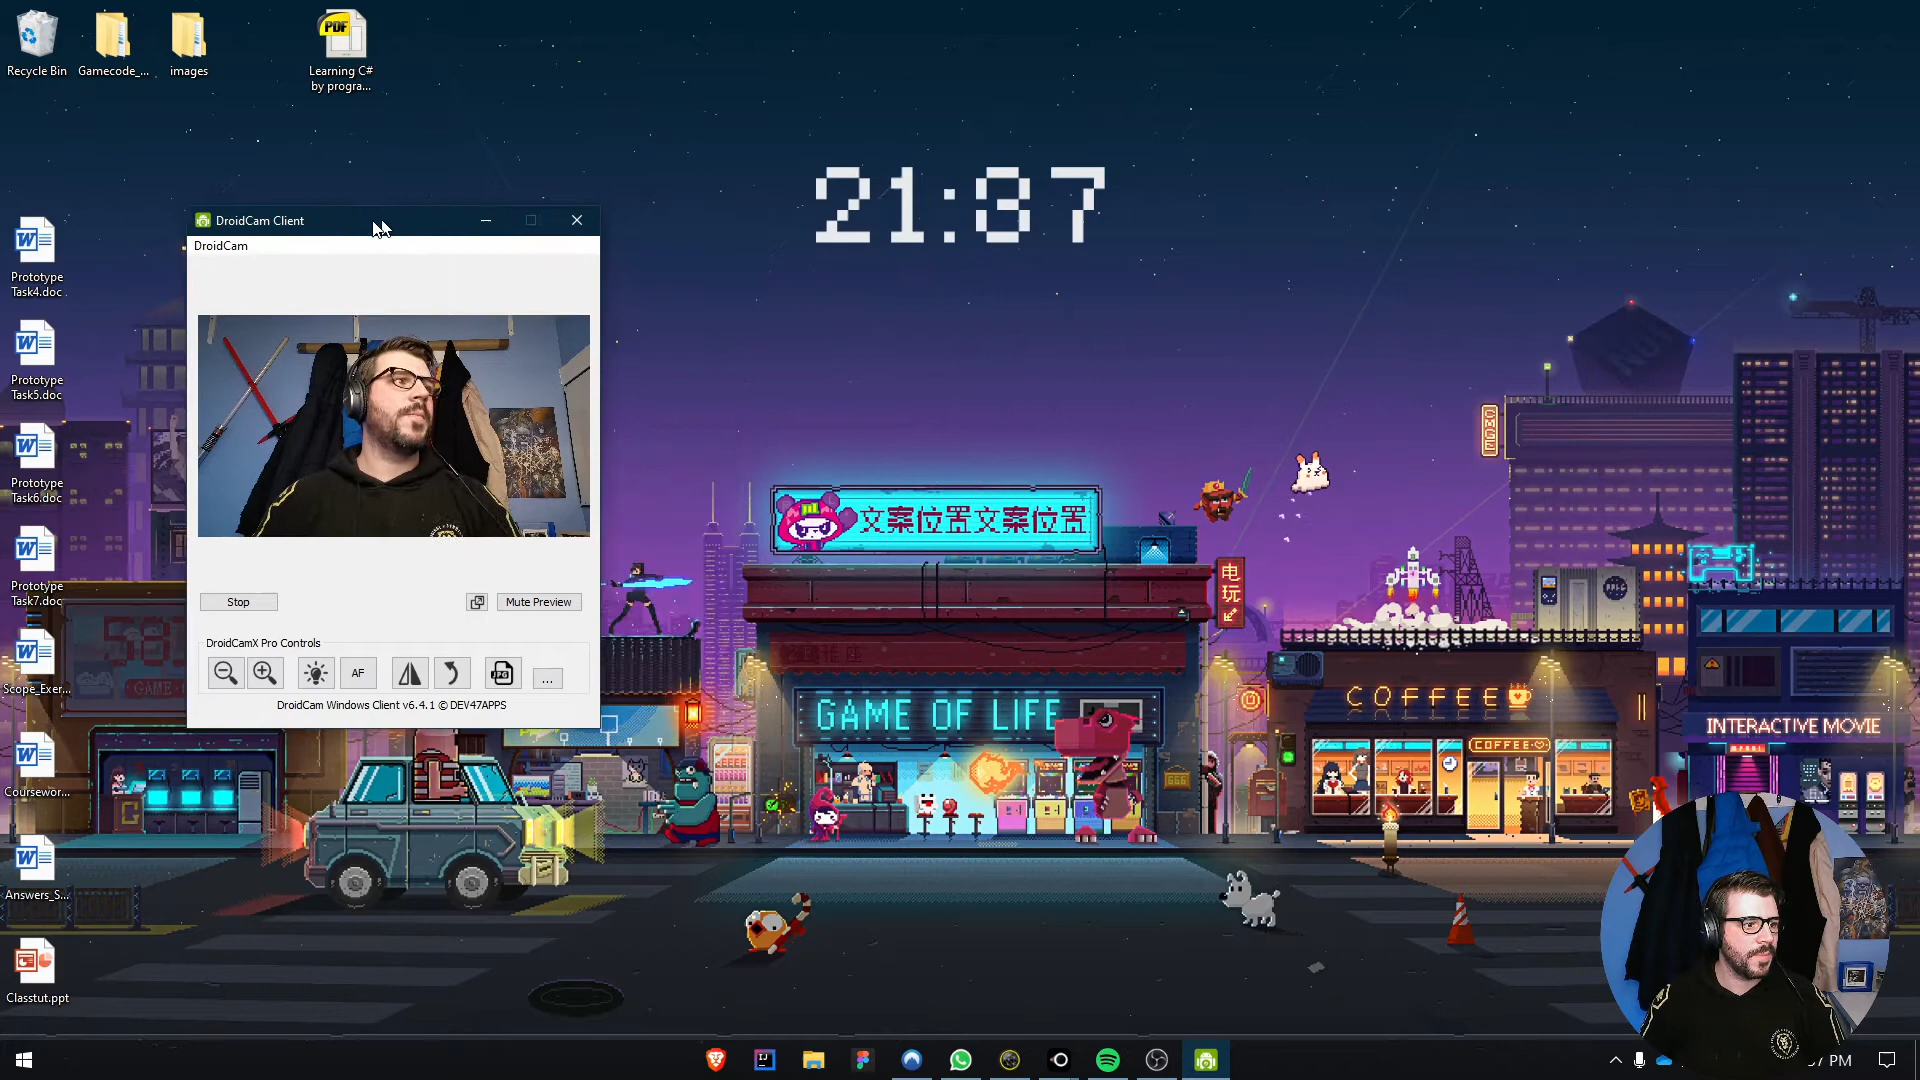 Recycle Bin
Gamecode_...
images
PDF
Learning C#
by progra...
21:37
DroidCam Client
DroidCam
Prototype
Task4.doc
Prototype
Task5.doc
Prototype
Task6.doc
Prototype
Task7.doc
Scope_Exer...
Coursewor...
Answers_S...
Classtut.ppt
Stop
Mute Preview
DroidCamX Pro Controls
AF
JPG
...
DroidCam Windows Client v6.4.1 © DEV47APPS
文案位置文案位置
电玩
GAME OF LIFE
COFFEE
COFFEE
INTERACTIVE MOVIE
7 PM